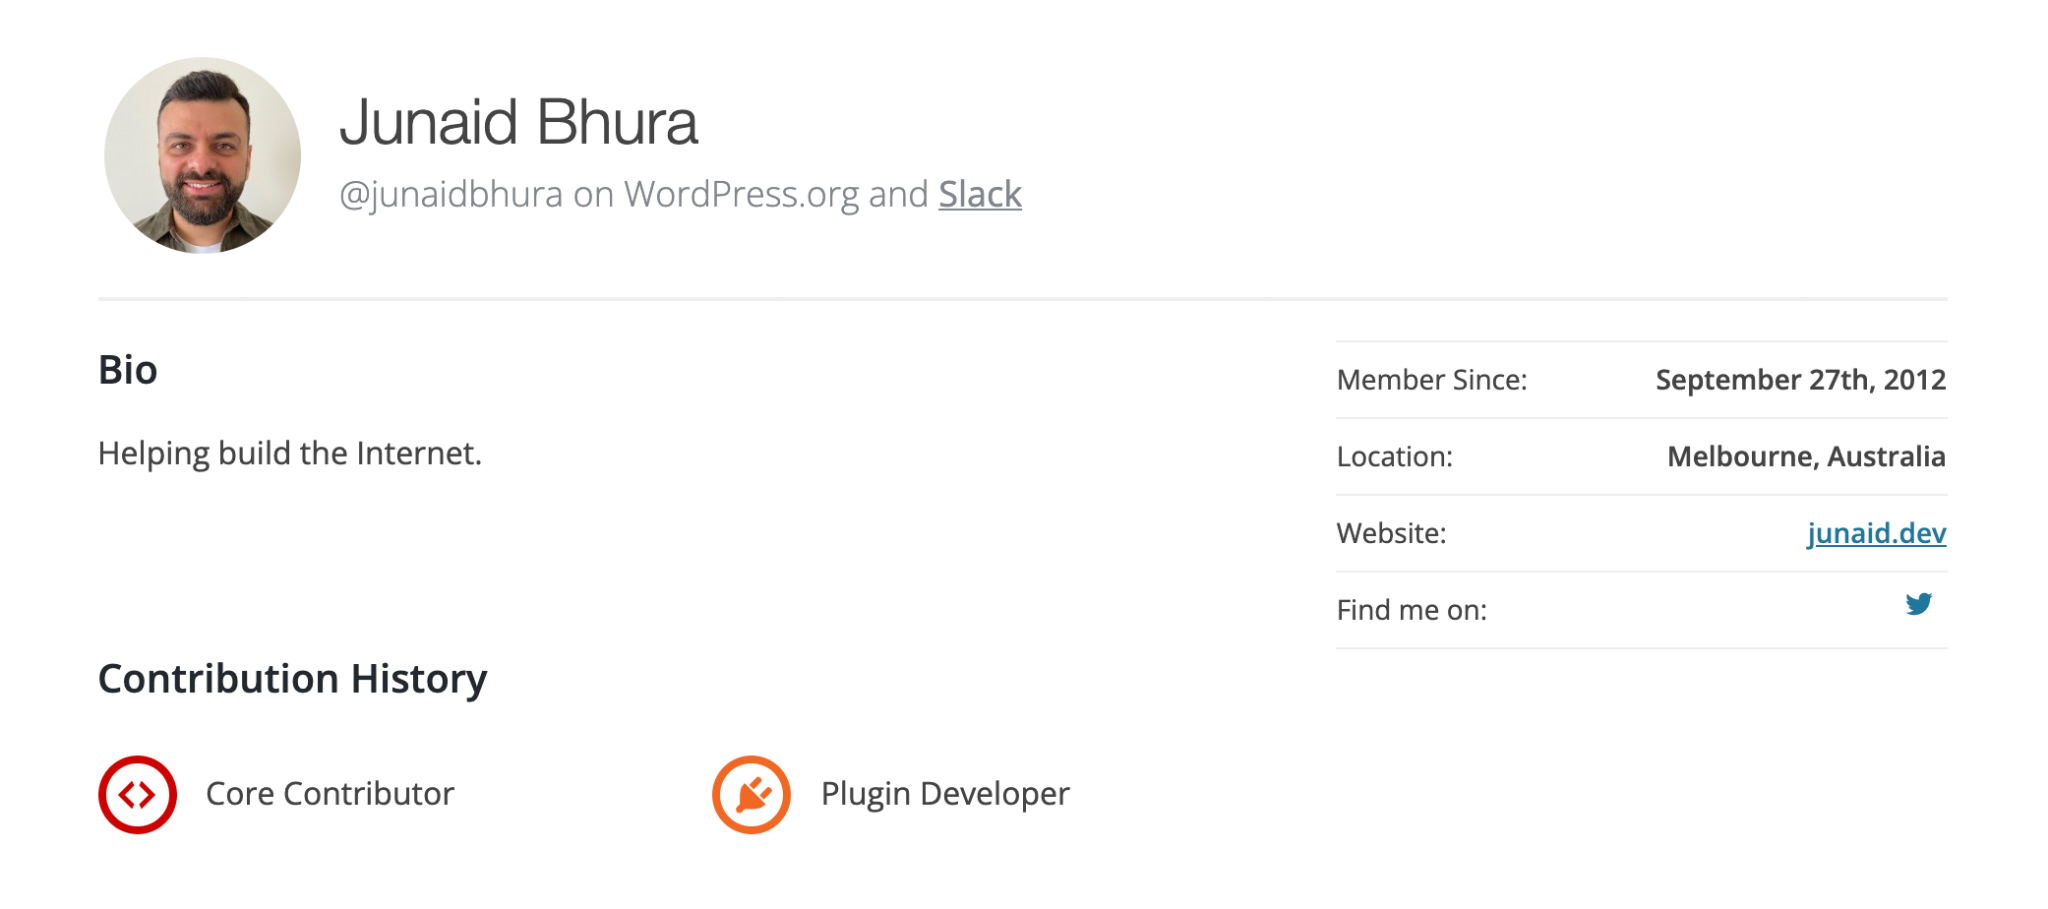 Junaid Bhura
@junaidbhura on WordPress.org and Slack
Bio
Helping build the Internet.
Member Since: September 27th, 2012
Location: Melbourne, Australia
Website: junaid.dev
Find me on:
Contribution History
Core Contributor
Plugin Developer